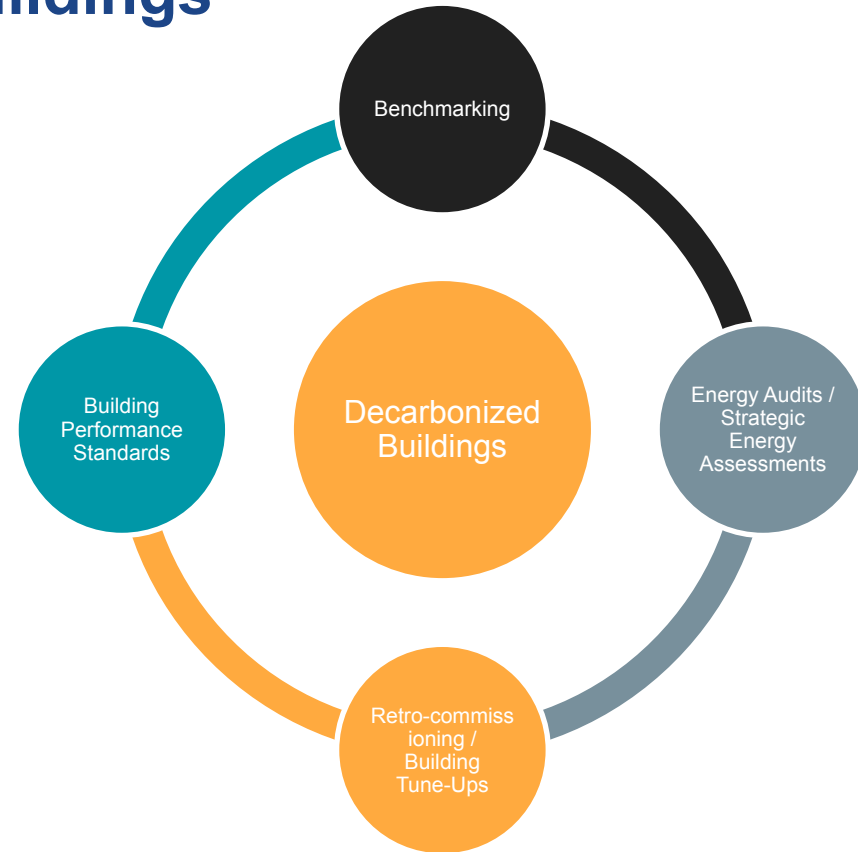 Benchmarking
Energy Audits /
Strategic
Energy
Assessments
Decarbonized
Buildings
Building
Performance
Standards
Retro-commiss
ioning /
Building
Tune-Ups